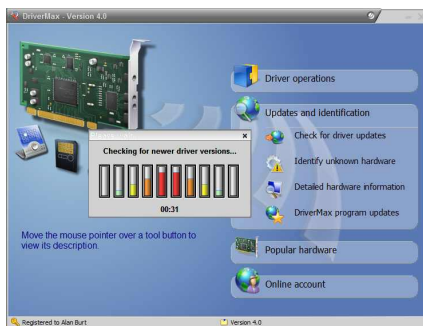 DriverMax - Version 4.0
Driver operations
Updates and identification
Check for driver updates
Identify unknown hardware
Detailed hardware information
DriverMax program updates
Popular hardware
Online account
Checking for newer driver versions...
00:31
Move the mouse pointer over a tool button to
view its description.
Registered to Alan Burt
Version 4.0